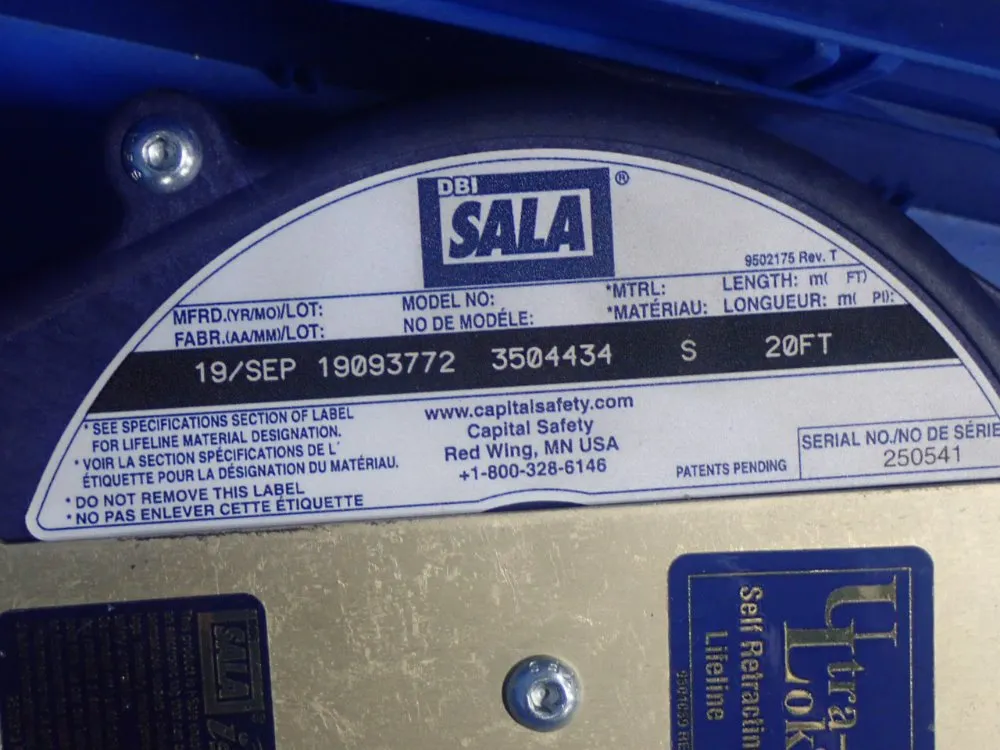 DBI
SALA®
9502175 Rev. T
MFRD.(YR/MO)/LOT: MODEL NO: *MTRL: LENGTH: m( FT)
FABR.(AA/MM)/LOT: NO DE MODÉLE: *MATÉRIAU: LONGUEUR: m( PI):
19/SEP 19093772 3504434 S 20FT
* SEE SPECIFICATIONS SECTION OF LABEL
FOR LIFELINE MATERIAL DESIGNATION.
* VOIR LA SECTION SPÉCIFICATIONS DE L'
ÉTIQUETTE POUR LA DÉSIGNATION DU MATÉRIAU.
* DO NOT REMOVE THIS LABEL
* NO PAS ENLEVER CETTE ÉTIQUETTE
www.capitalsafety.com
Capital Safety
Red Wing, MN USA
+1-800-328-6146
PATENTS PENDING
SERIAL NO./NO DE SÉRIE
250541
SALA
Ultra-
Lok
Self Retractin
Lifeline